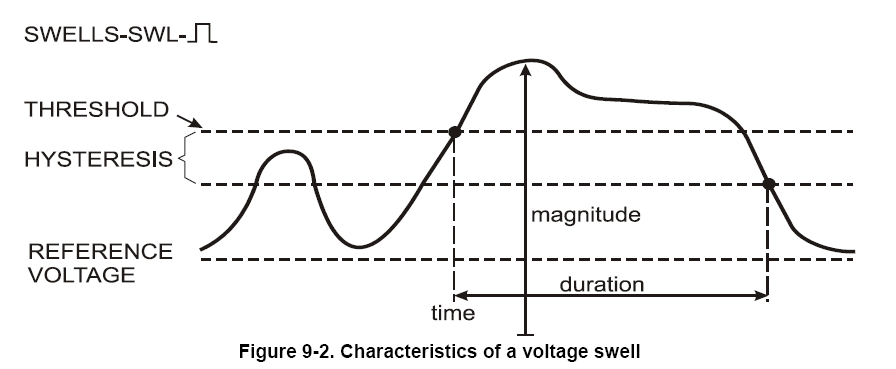 SWELLS-SWL-
THRESHOLD
HYSTERESIS
magnitude
REFERENCE
VOLTAGE
duration
time
Figure 9-2. Characteristics of a voltage swell